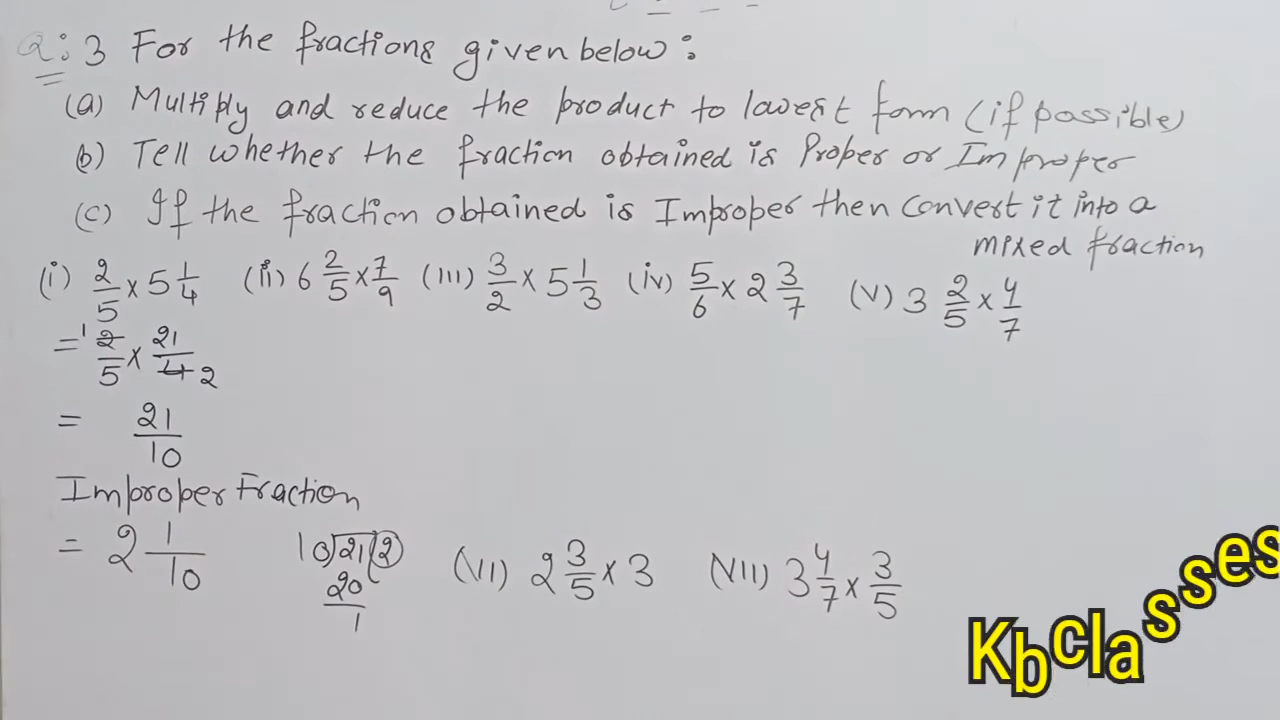 Q:3 For the fractions given below:
(a) Multiply and reduce the product to lowest form (if possible)
(b) Tell whether the fraction obtained is Proper or Improper
(c) If the fraction obtained is Improper then convert it into a
mixed fraction
(i) 2/5 × 5 1/4 (ii) 6 2/5 × 7/9 (iii) 3/2 × 5 1/3 (iv) 5/6 × 2 3/7 (v) 3 2/5 × 4/7
= 1 2/5 × 21/4 2
= 21/10
Improper Fraction
= 2 1/10 10)21(2
20
1
(VI) 2 3/5 × 3 (VII) 3 4/7 × 3/5
Kbclasses